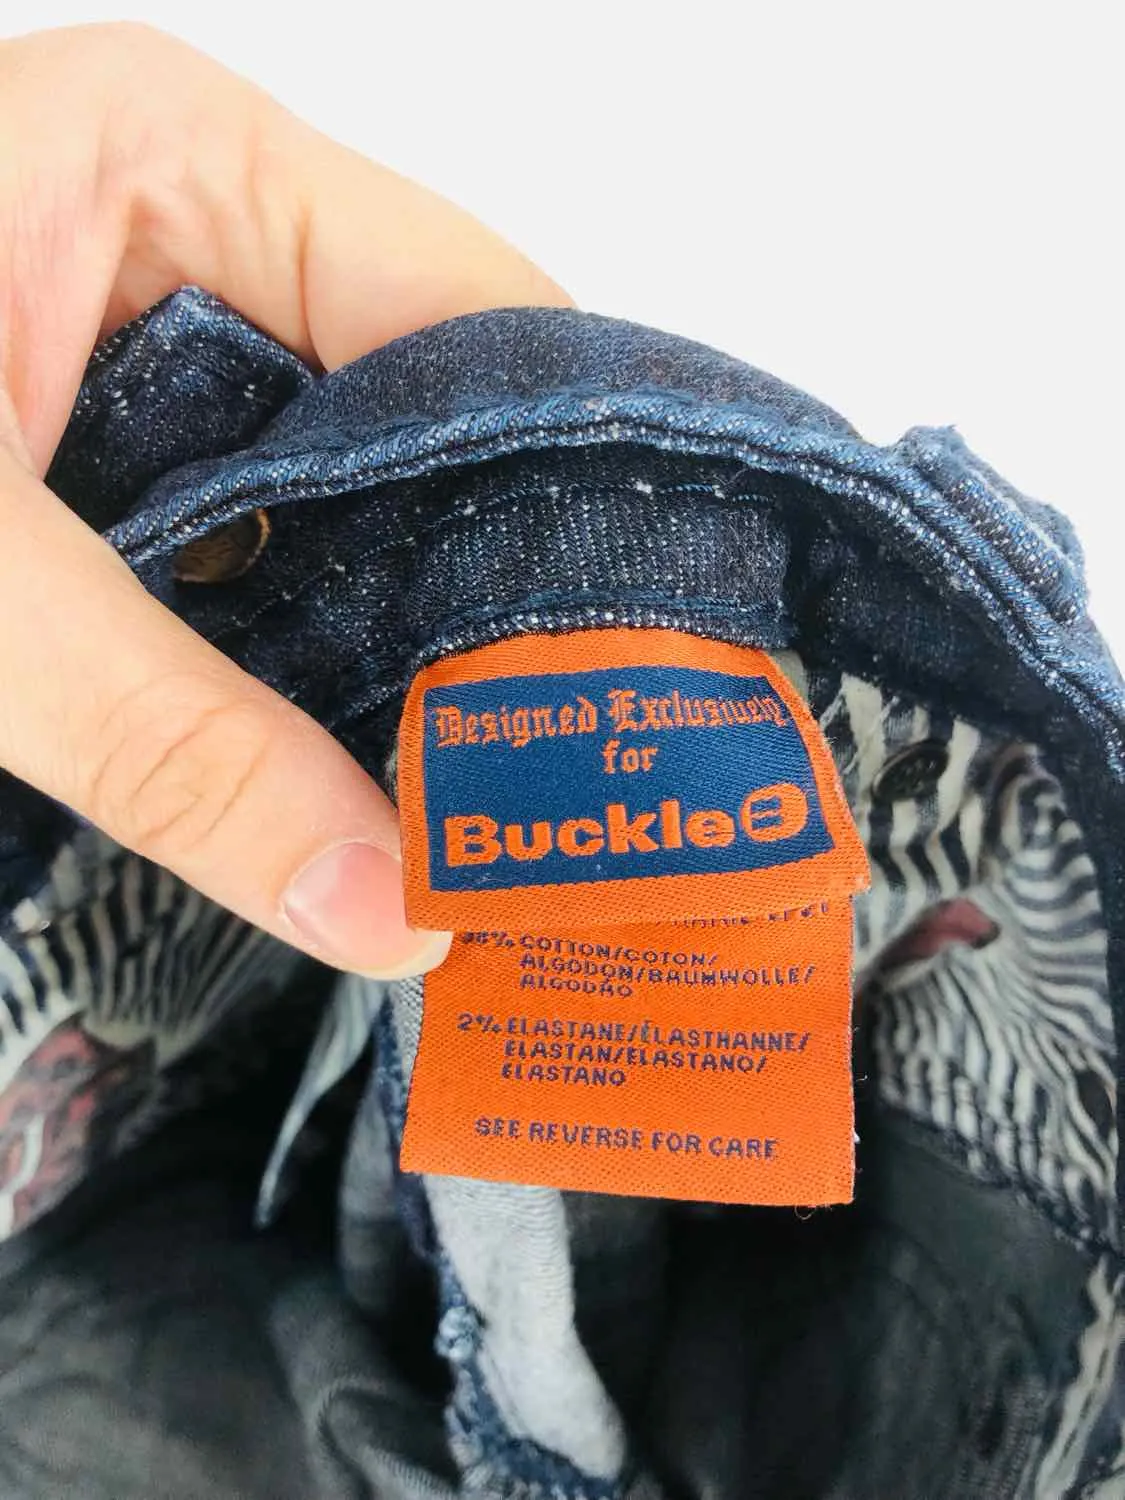 Designed Exclusively
for
Buckle B
98% COTTON/COTON/
ALGODON/BAUMWOLLE/
ALGODÃO
2% ELASTANE/ÉLASTHANNE/
ELASTAN/ELASTANO/
ELASTANO
SEE REVERSE FOR CARE